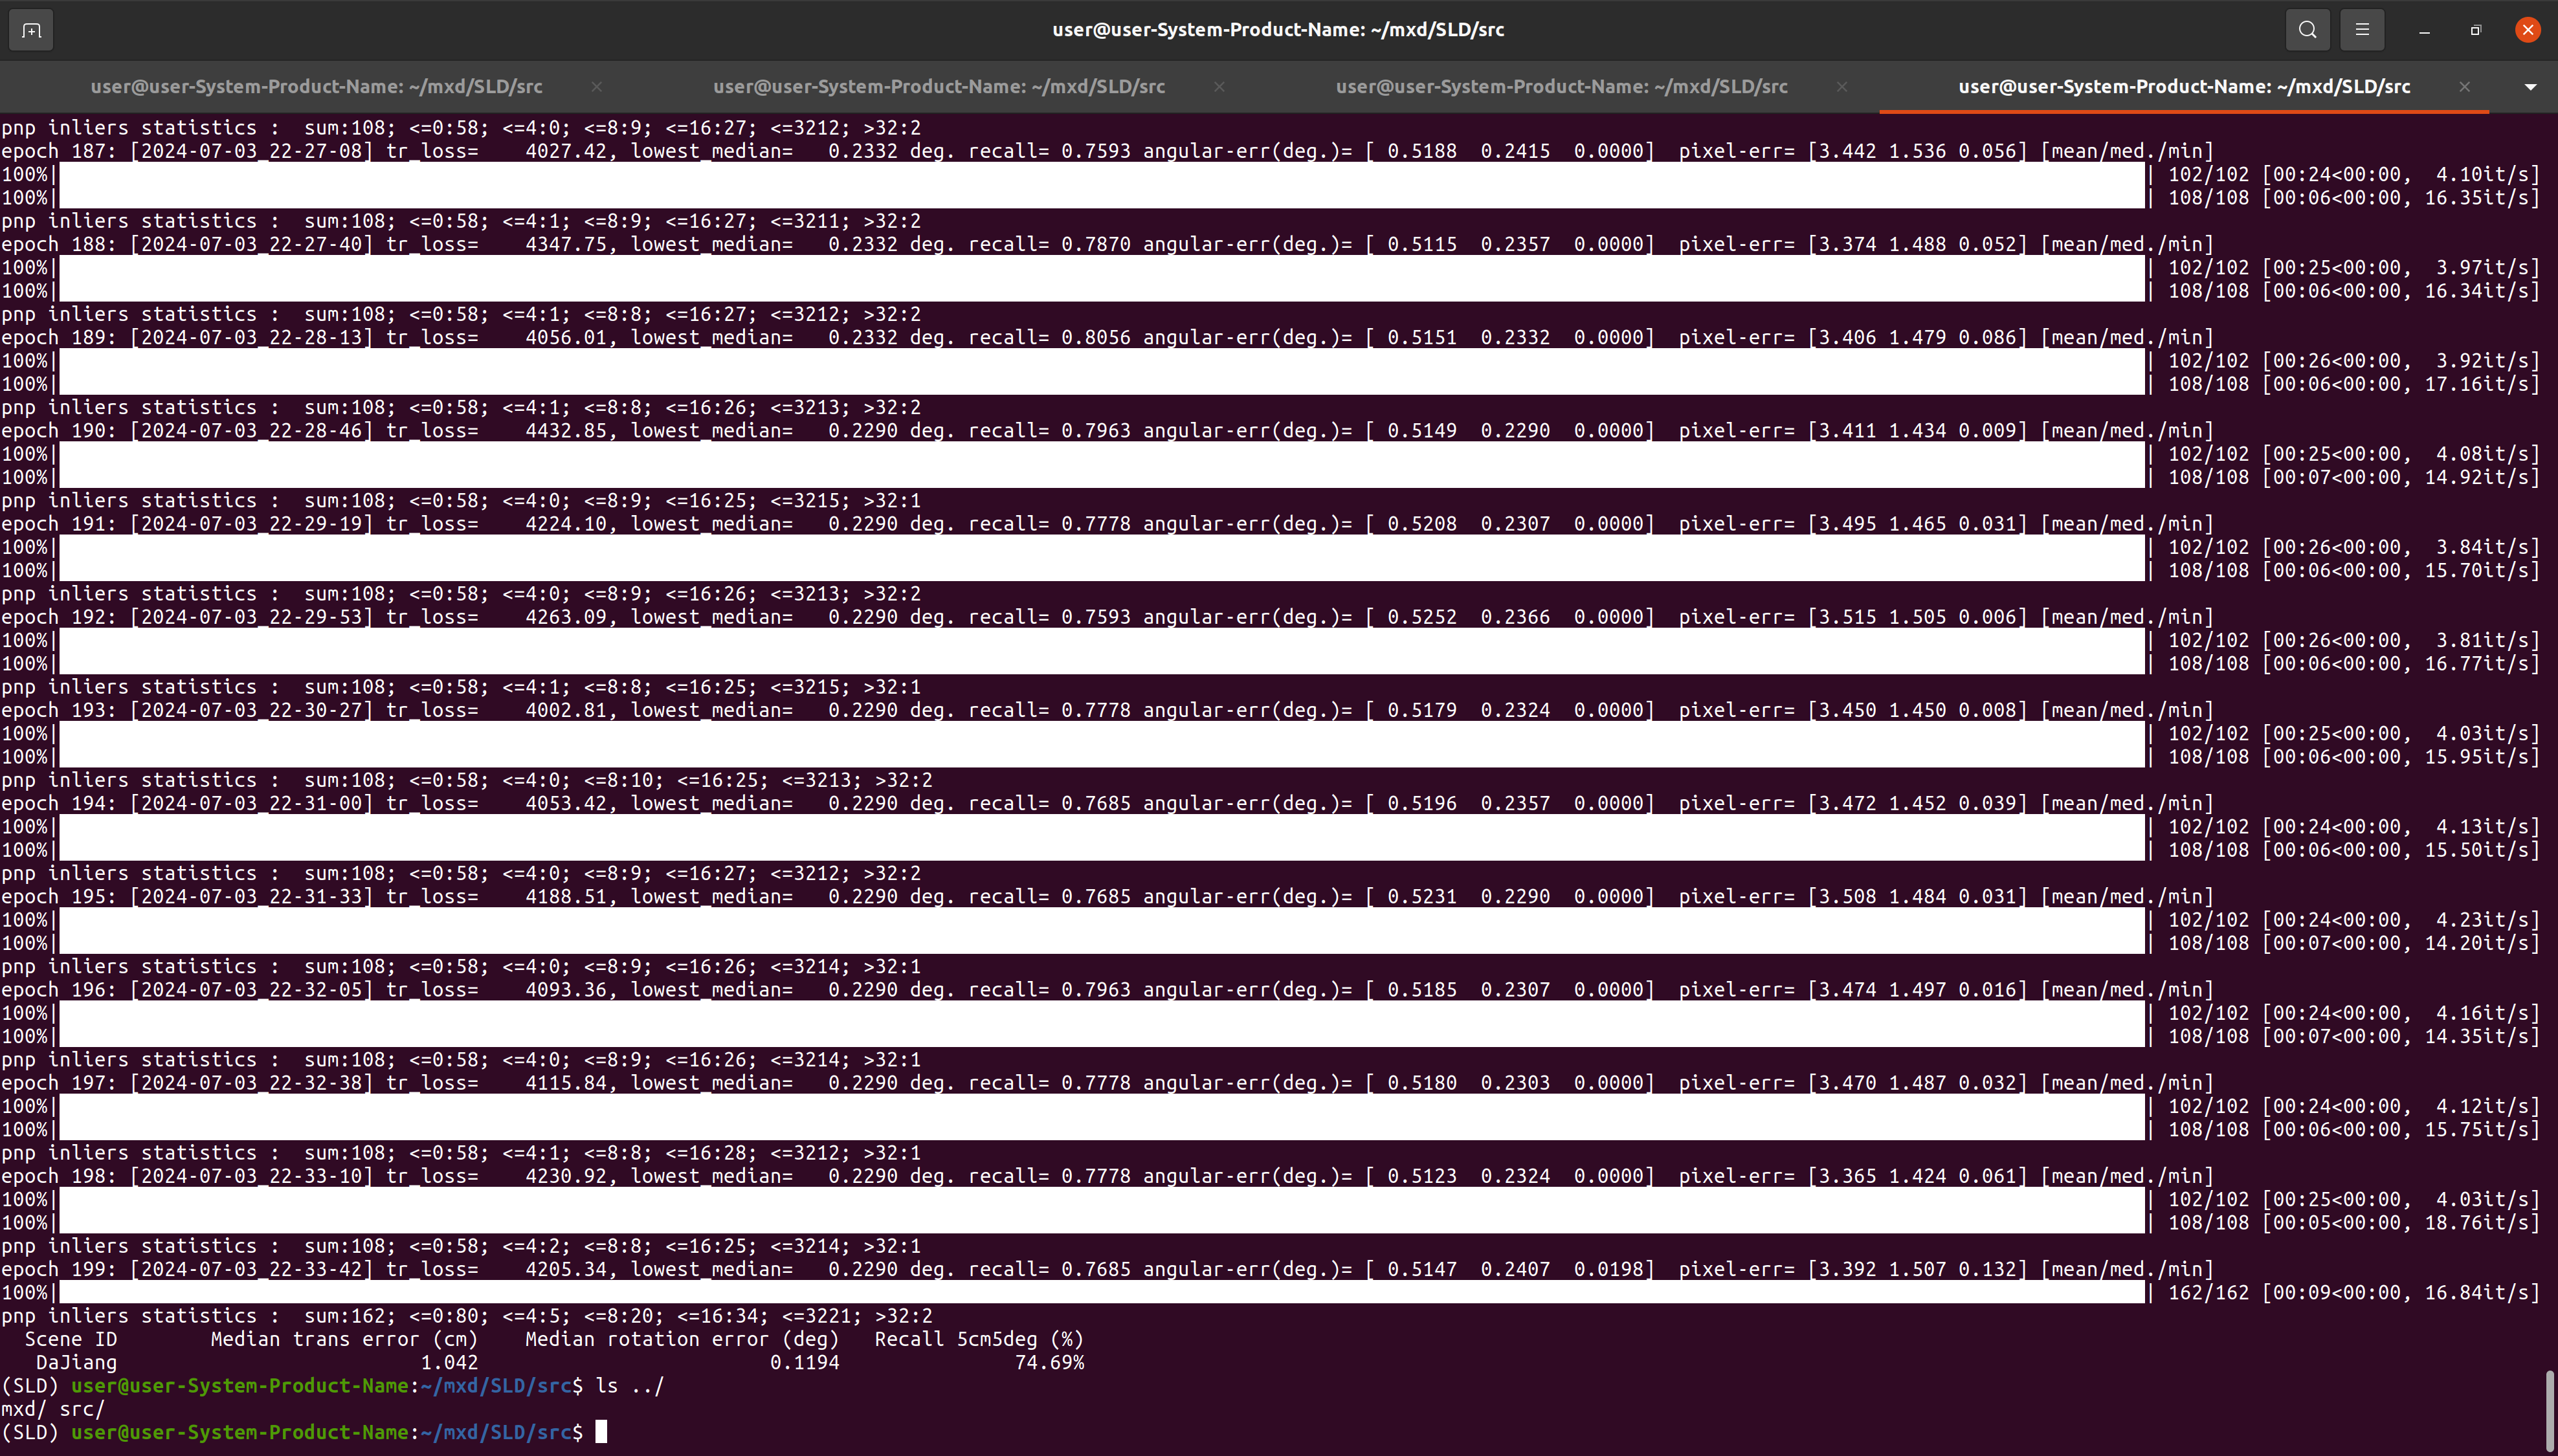 user@user-System-Product-Name: ~/mxd/SLD/src
user@user-System-Product-Name: ~/mxd/SLD/src × user@user-System-Product-Name: ~/mxd/SLD/src × user@user-System-Product-Name: ~/mxd/SLD/src × user@user-System-Product-Name: ~/mxd/SLD/src ×
pnp inliers statistics :  sum:108; <=0:58; <=4:0; <=8:9; <=16:27; <=3212; >32:2
epoch 187: [2024-07-03_22-27-08] tr_loss=    4027.42, lowest_median=   0.2332 deg. recall= 0.7593 angular-err(deg.)= [ 0.5188  0.2415  0.0000]  pixel-err= [3.442 1.536 0.056] [mean/med./min]
100%| | 102/102 [00:24<00:00,  4.10it/s]
100%| | 108/108 [00:06<00:00, 16.35it/s]
pnp inliers statistics :  sum:108; <=0:58; <=4:1; <=8:9; <=16:27; <=3211; >32:2
epoch 188: [2024-07-03_22-27-40] tr_loss=    4347.75, lowest_median=   0.2332 deg. recall= 0.7870 angular-err(deg.)= [ 0.5115  0.2357  0.0000]  pixel-err= [3.374 1.488 0.052] [mean/med./min]
100%| | 102/102 [00:25<00:00,  3.97it/s]
100%| | 108/108 [00:06<00:00, 16.34it/s]
pnp inliers statistics :  sum:108; <=0:58; <=4:1; <=8:8; <=16:27; <=3212; >32:2
epoch 189: [2024-07-03_22-28-13] tr_loss=    4056.01, lowest_median=   0.2332 deg. recall= 0.8056 angular-err(deg.)= [ 0.5151  0.2332  0.0000]  pixel-err= [3.406 1.479 0.086] [mean/med./min]
100%| | 102/102 [00:26<00:00,  3.92it/s]
100%| | 108/108 [00:06<00:00, 17.16it/s]
pnp inliers statistics :  sum:108; <=0:58; <=4:1; <=8:8; <=16:26; <=3213; >32:2
epoch 190: [2024-07-03_22-28-46] tr_loss=    4432.85, lowest_median=   0.2290 deg. recall= 0.7963 angular-err(deg.)= [ 0.5149  0.2290  0.0000]  pixel-err= [3.411 1.434 0.009] [mean/med./min]
100%| | 102/102 [00:25<00:00,  4.08it/s]
100%| | 108/108 [00:07<00:00, 14.92it/s]
pnp inliers statistics :  sum:108; <=0:58; <=4:0; <=8:9; <=16:25; <=3215; >32:1
epoch 191: [2024-07-03_22-29-19] tr_loss=    4224.10, lowest_median=   0.2290 deg. recall= 0.7778 angular-err(deg.)= [ 0.5208  0.2307  0.0000]  pixel-err= [3.495 1.465 0.031] [mean/med./min]
100%| | 102/102 [00:26<00:00,  3.84it/s]
100%| | 108/108 [00:06<00:00, 15.70it/s]
pnp inliers statistics :  sum:108; <=0:58; <=4:0; <=8:9; <=16:26; <=3213; >32:2
epoch 192: [2024-07-03_22-29-53] tr_loss=    4263.09, lowest_median=   0.2290 deg. recall= 0.7593 angular-err(deg.)= [ 0.5252  0.2366  0.0000]  pixel-err= [3.515 1.505 0.006] [mean/med./min]
100%| | 102/102 [00:26<00:00,  3.81it/s]
100%| | 108/108 [00:06<00:00, 16.77it/s]
pnp inliers statistics :  sum:108; <=0:58; <=4:1; <=8:8; <=16:25; <=3215; >32:1
epoch 193: [2024-07-03_22-30-27] tr_loss=    4002.81, lowest_median=   0.2290 deg. recall= 0.7778 angular-err(deg.)= [ 0.5179  0.2324  0.0000]  pixel-err= [3.450 1.450 0.008] [mean/med./min]
100%| | 102/102 [00:25<00:00,  4.03it/s]
100%| | 108/108 [00:06<00:00, 15.95it/s]
pnp inliers statistics :  sum:108; <=0:58; <=4:0; <=8:10; <=16:25; <=3213; >32:2
epoch 194: [2024-07-03_22-31-00] tr_loss=    4053.42, lowest_median=   0.2290 deg. recall= 0.7685 angular-err(deg.)= [ 0.5196  0.2357  0.0000]  pixel-err= [3.472 1.452 0.039] [mean/med./min]
100%| | 102/102 [00:24<00:00,  4.13it/s]
100%| | 108/108 [00:06<00:00, 15.50it/s]
pnp inliers statistics :  sum:108; <=0:58; <=4:0; <=8:9; <=16:27; <=3212; >32:2
epoch 195: [2024-07-03_22-31-33] tr_loss=    4188.51, lowest_median=   0.2290 deg. recall= 0.7685 angular-err(deg.)= [ 0.5231  0.2290  0.0000]  pixel-err= [3.508 1.484 0.031] [mean/med./min]
100%| | 102/102 [00:24<00:00,  4.23it/s]
100%| | 108/108 [00:07<00:00, 14.20it/s]
pnp inliers statistics :  sum:108; <=0:58; <=4:0; <=8:9; <=16:26; <=3214; >32:1
epoch 196: [2024-07-03_22-32-05] tr_loss=    4093.36, lowest_median=   0.2290 deg. recall= 0.7963 angular-err(deg.)= [ 0.5185  0.2307  0.0000]  pixel-err= [3.474 1.497 0.016] [mean/med./min]
100%| | 102/102 [00:24<00:00,  4.16it/s]
100%| | 108/108 [00:07<00:00, 14.35it/s]
pnp inliers statistics :  sum:108; <=0:58; <=4:0; <=8:9; <=16:26; <=3214; >32:1
epoch 197: [2024-07-03_22-32-38] tr_loss=    4115.84, lowest_median=   0.2290 deg. recall= 0.7778 angular-err(deg.)= [ 0.5180  0.2303  0.0000]  pixel-err= [3.470 1.487 0.032] [mean/med./min]
100%| | 102/102 [00:24<00:00,  4.12it/s]
100%| | 108/108 [00:06<00:00, 15.75it/s]
pnp inliers statistics :  sum:108; <=0:58; <=4:1; <=8:8; <=16:28; <=3212; >32:1
epoch 198: [2024-07-03_22-33-10] tr_loss=    4230.92, lowest_median=   0.2290 deg. recall= 0.7778 angular-err(deg.)= [ 0.5123  0.2324  0.0000]  pixel-err= [3.365 1.424 0.061] [mean/med./min]
100%| | 102/102 [00:25<00:00,  4.03it/s]
100%| | 108/108 [00:05<00:00, 18.76it/s]
pnp inliers statistics :  sum:108; <=0:58; <=4:2; <=8:8; <=16:25; <=3214; >32:1
epoch 199: [2024-07-03_22-33-42] tr_loss=    4205.34, lowest_median=   0.2290 deg. recall= 0.7685 angular-err(deg.)= [ 0.5147  0.2407  0.0198]  pixel-err= [3.392 1.507 0.132] [mean/med./min]
100%| | 162/162 [00:09<00:00, 16.84it/s]
pnp inliers statistics :  sum:162; <=0:80; <=4:5; <=8:20; <=16:34; <=3221; >32:2
Scene ID        Median trans error (cm)    Median rotation error (deg)   Recall 5cm5deg (%)
DaJiang        1.042        0.1194        74.69%
(SLD) user@user-System-Product-Name:~/mxd/SLD/src$ ls ../
mxd/ src/
(SLD) user@user-System-Product-Name:~/mxd/SLD/src$